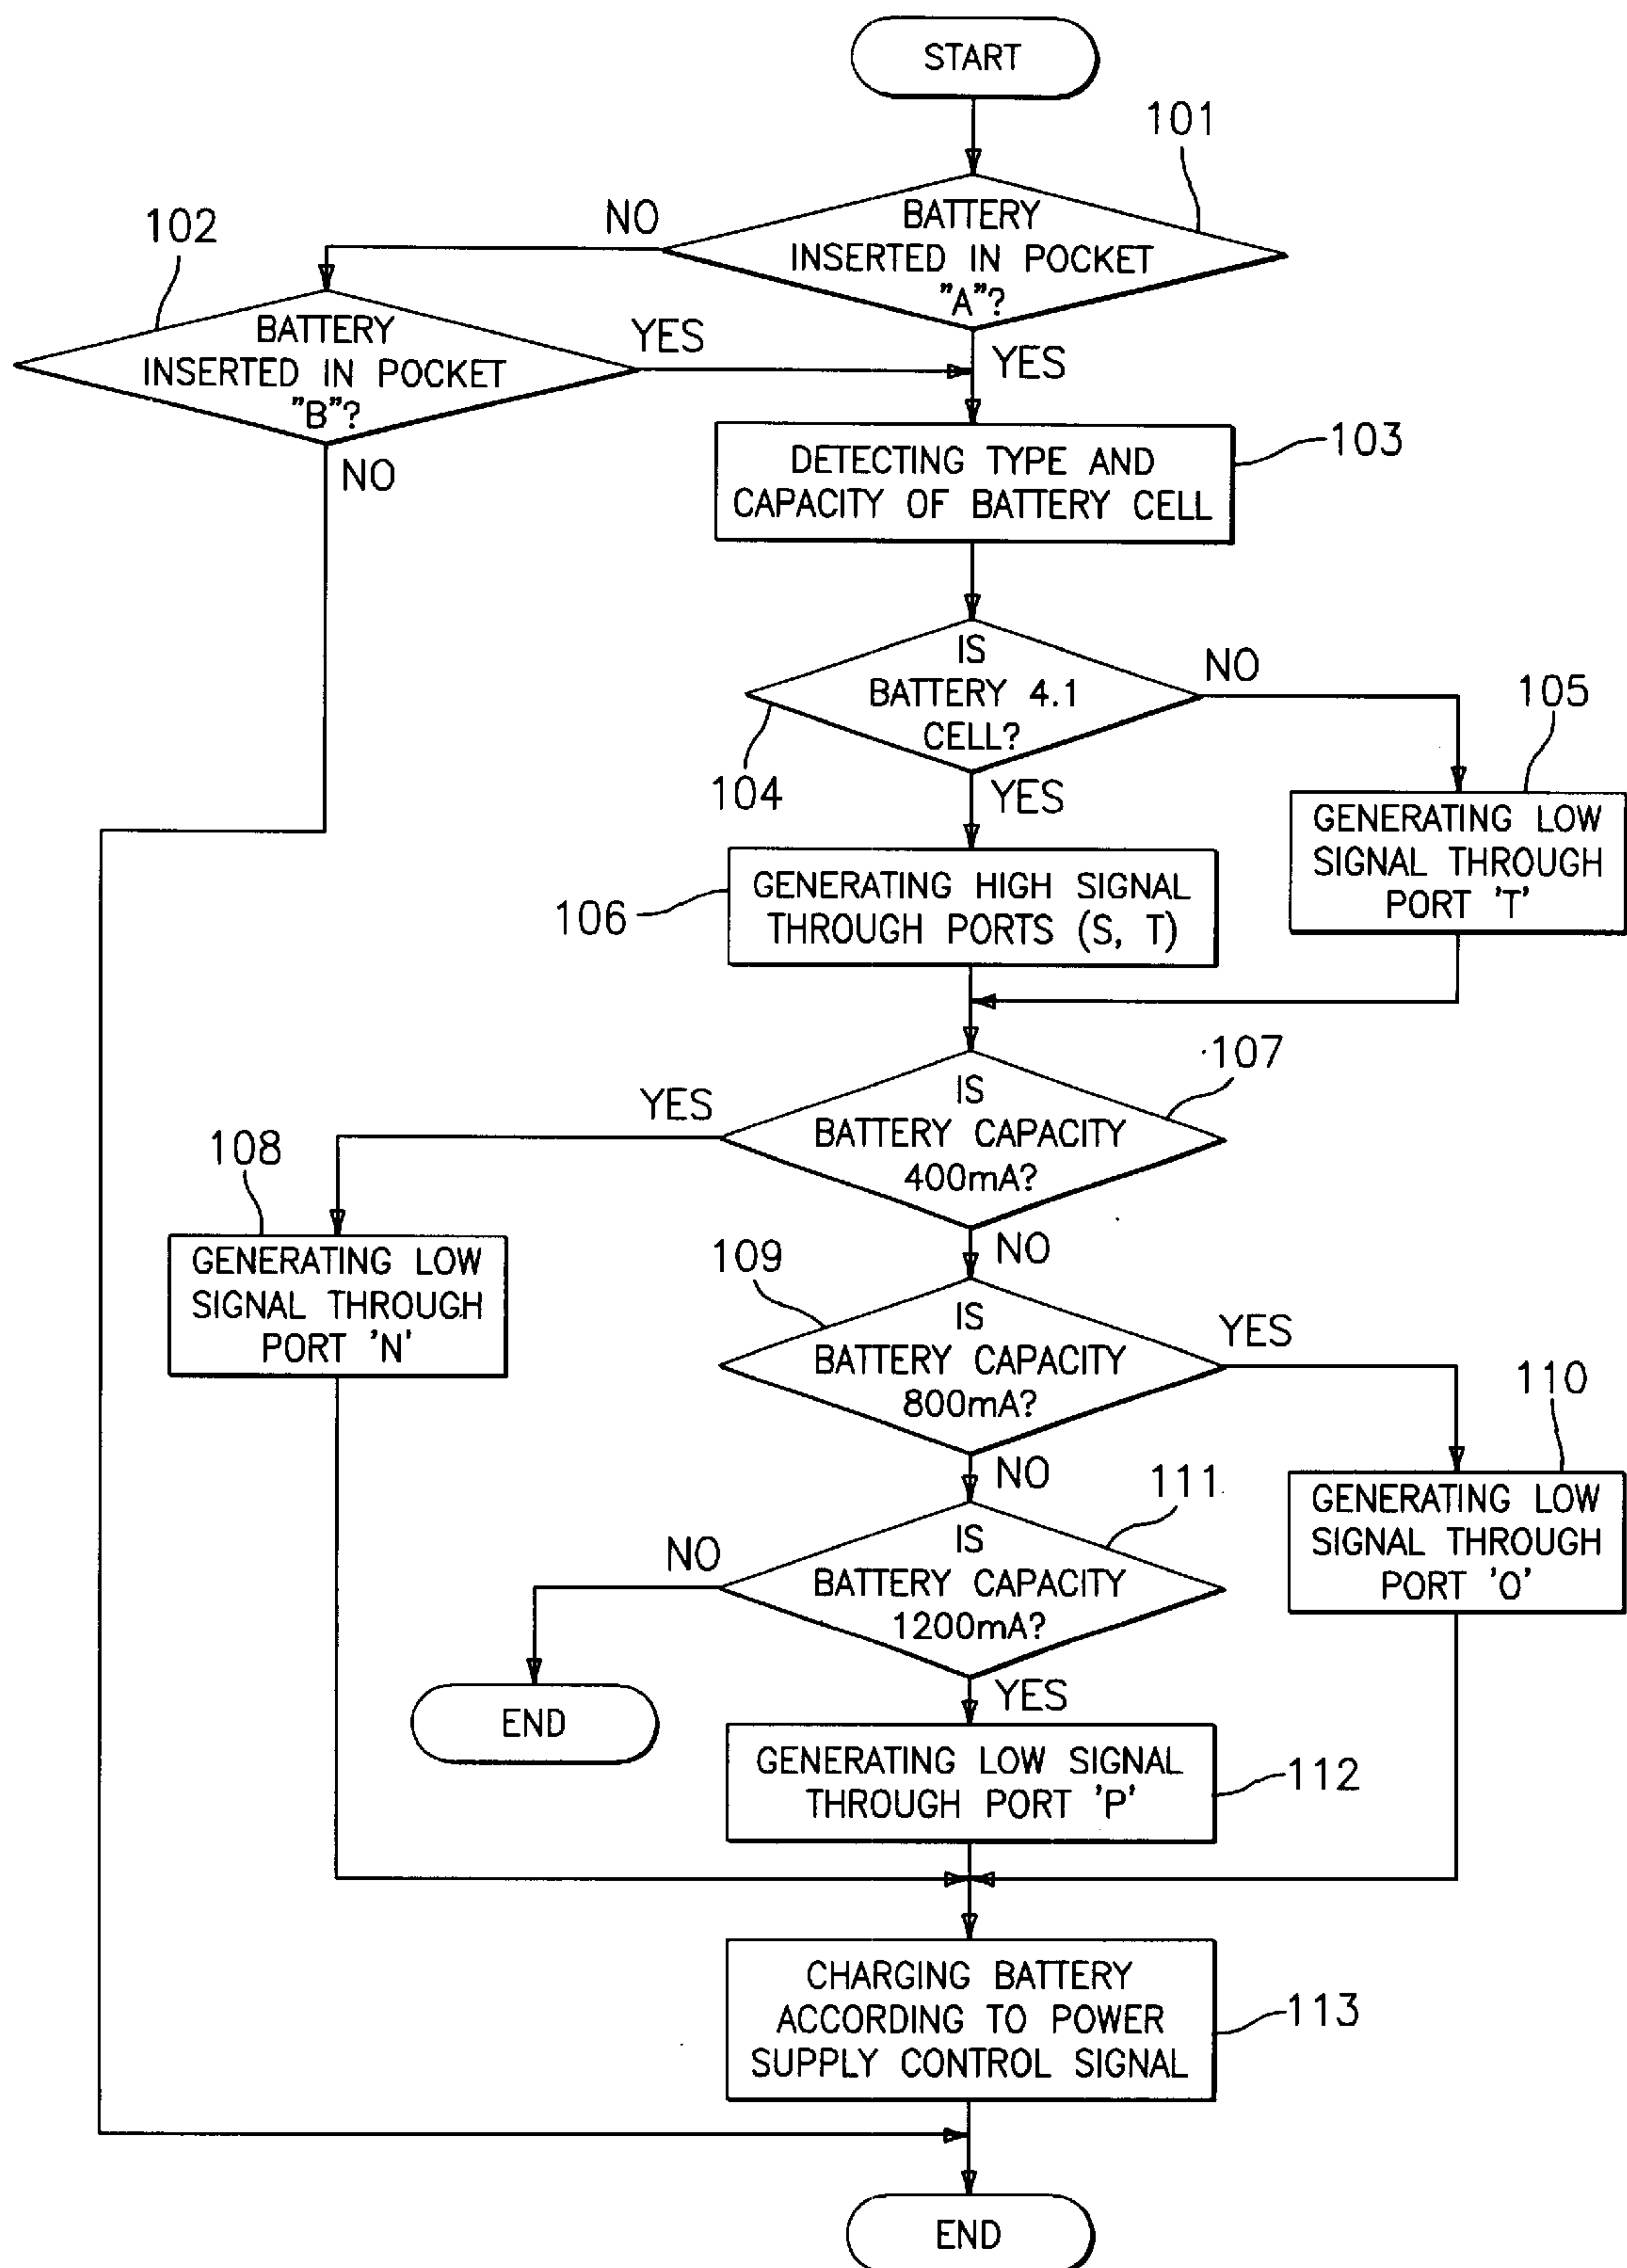 START
101
BATTERY
INSERTED IN POCKET
"A"?
NO
YES
102
BATTERY
INSERTED IN POCKET
"B"?
YES
NO
103
DETECTING TYPE AND
CAPACITY OF BATTERY CELL
IS
BATTERY 4.1
CELL?
104
NO
YES
105
GENERATING LOW
SIGNAL THROUGH
PORT 'T'
106
GENERATING HIGH SIGNAL
THROUGH PORTS (S, T)
107
IS
BATTERY CAPACITY
400mA?
YES
NO
108
GENERATING LOW
SIGNAL THROUGH
PORT 'N'
109
IS
BATTERY CAPACITY
800mA?
YES
NO
110
GENERATING LOW
SIGNAL THROUGH
PORT 'O'
111
IS
BATTERY CAPACITY
1200mA?
NO
YES
END
GENERATING LOW SIGNAL
THROUGH PORT 'P'
112
CHARGING BATTERY
ACCORDING TO POWER
SUPPLY CONTROL SIGNAL
113
END